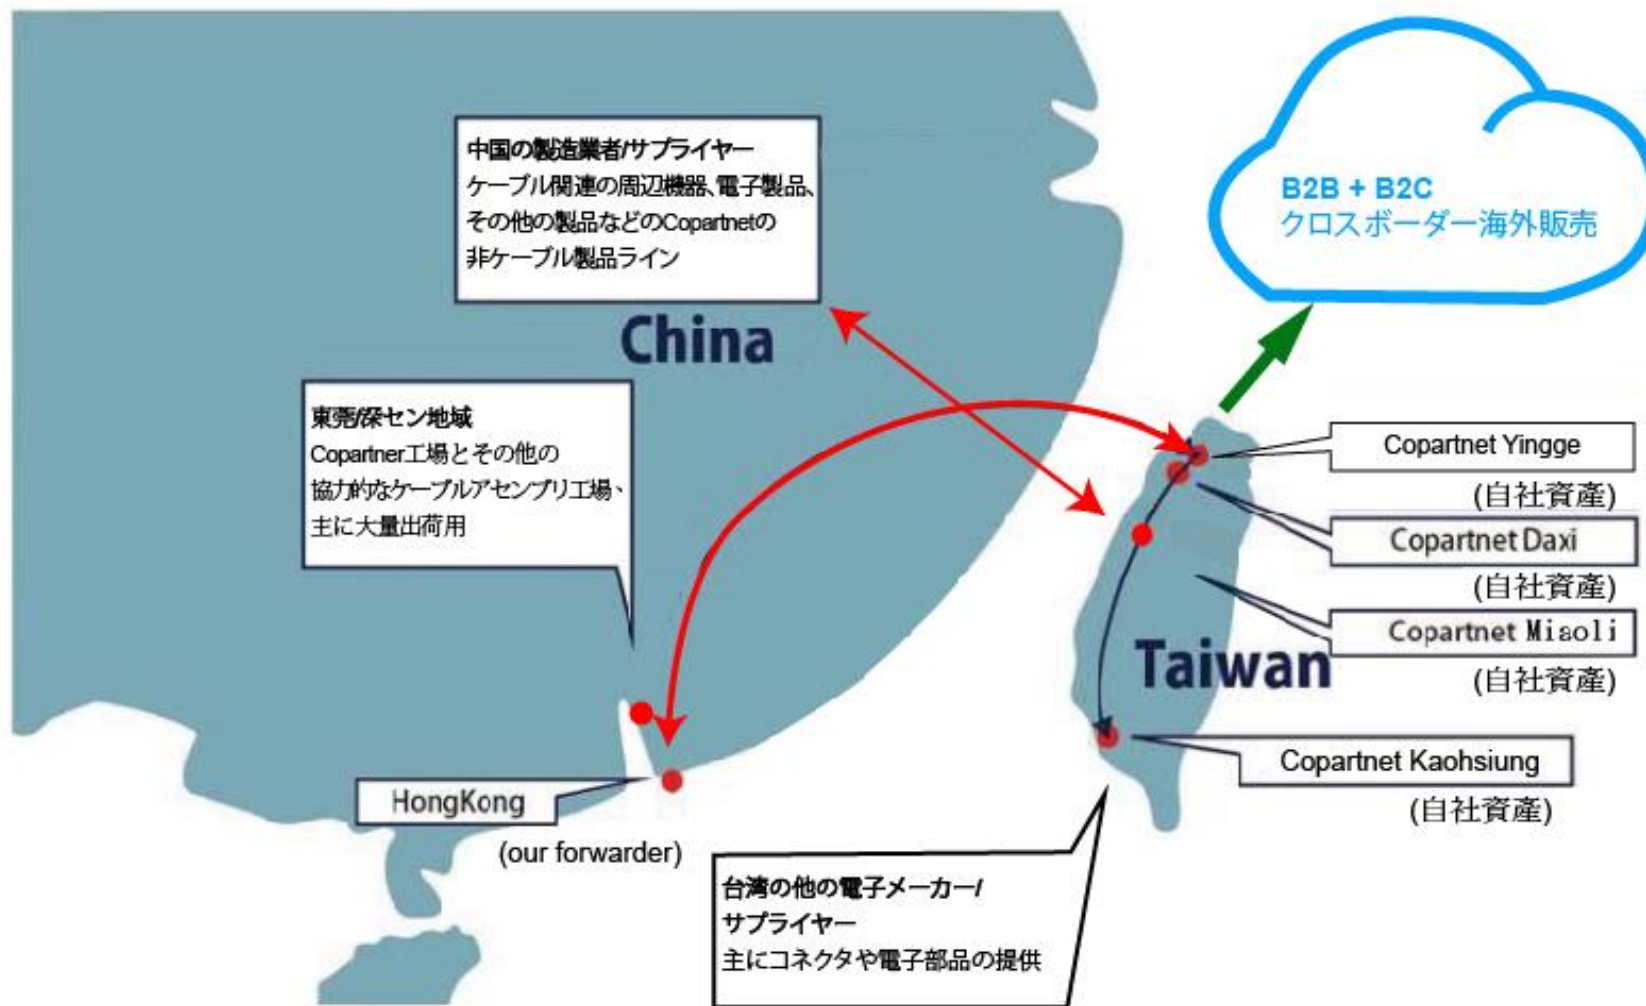 中国の製造業者/サプライヤー
ケーブル関連の周辺機器、電子製品、
その他の製品などのCopartnetの
非ケーブル製品ライン
B2B + B2C
クロスボーダー海外販売
China
東莞/深セン地域
Copartner工場とその他の
協力的なケーブルアセンブリ工場、
主に大量出荷用
Copartnet Yingge
(自社資產)
Copartnet Daxi
(自社資產)
Copartnet Miaoli
(自社資產)
Taiwan
Copartnet Kaohsiung
(自社資產)
HongKong
(our forwarder)
台湾の他の電子メーカー/
サプライヤー
主にコネクタや電子部品の提供